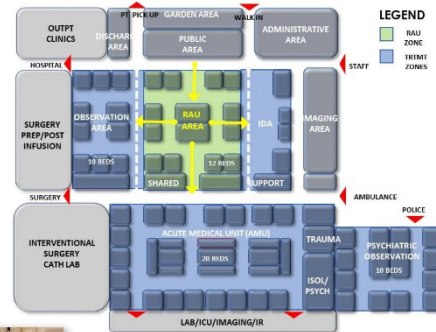 PT PICK UP
GARDEN AREA
WALK IN
LEGEND
OUTPT
CLINICS
DISCHARGE
AREA
PUBLIC
AREA
ADMINISTRATIVE
AREA
RAU
ZONE
TRTMT
ZONES
HOSPITAL
STAFF
SURGERY
PREP/POST
INFUSION
OBSERVATION
AREA
RAU
AREA
IDA
IMAGING
AREA
10 BEDS
12 BEDS
SHARED
SUPPORT
SURGERY
AMBULANCE
POLICE
INTERVENTIONAL
SURGERY
CATH LAB
ACUTE MEDICAL UNIT (AMU)
20 BEDS
TRAUMA
ISOL/
PSYCH
PSYCHIATRIC
OBSERVATION
10 BEDS
LAB/ICU/IMAGING/IR